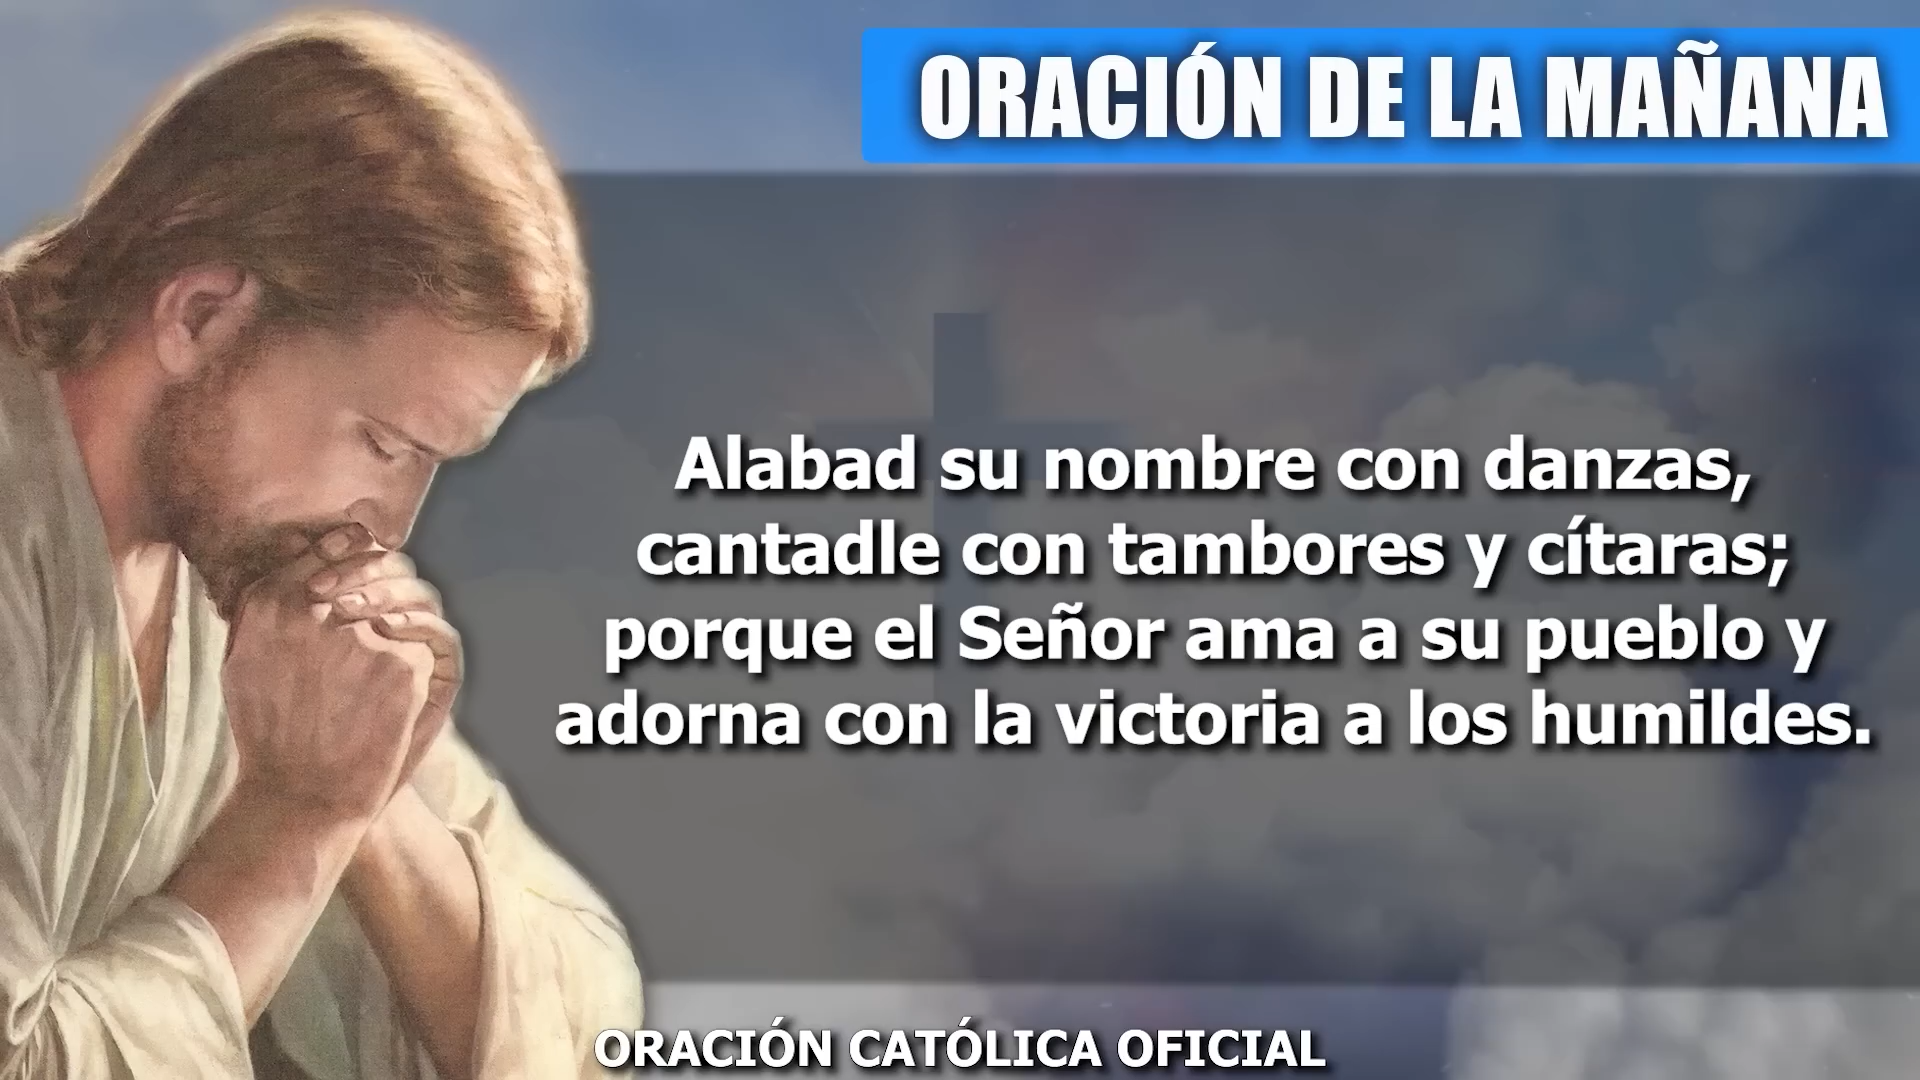 ORACIÓN DE LA MAÑANA
Alabad su nombre con danzas,
cantadle con tambores y cítaras;
porque el Señor ama a su pueblo y
adorna con la victoria a los humildes.
ORACIÓN CATÓLICA OFICIAL